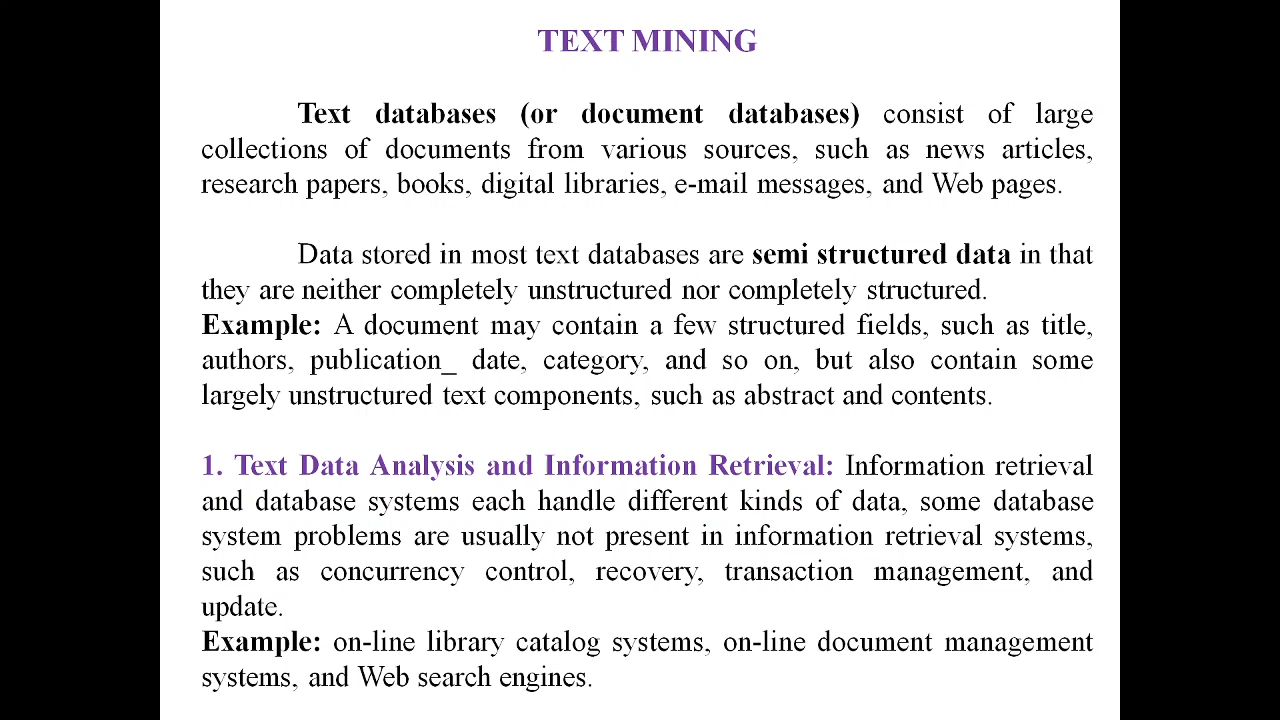 TEXT MINING
Text databases (or document databases) consist of large
collections of documents from various sources, such as news articles,
research papers, books, digital libraries, e-mail messages, and Web pages.
Data stored in most text databases are semi structured data in that
they are neither completely unstructured nor completely structured.
Example: A document may contain a few structured fields, such as title,
authors, publication_ date, category, and so on, but also contain some
largely unstructured text components, such as abstract and contents.
1. Text Data Analysis and Information Retrieval: Information retrieval
and database systems each handle different kinds of data, some database
system problems are usually not present in information retrieval systems,
such as concurrency control, recovery, transaction management, and
update.
Example: on-line library catalog systems, on-line document management
systems, and Web search engines.